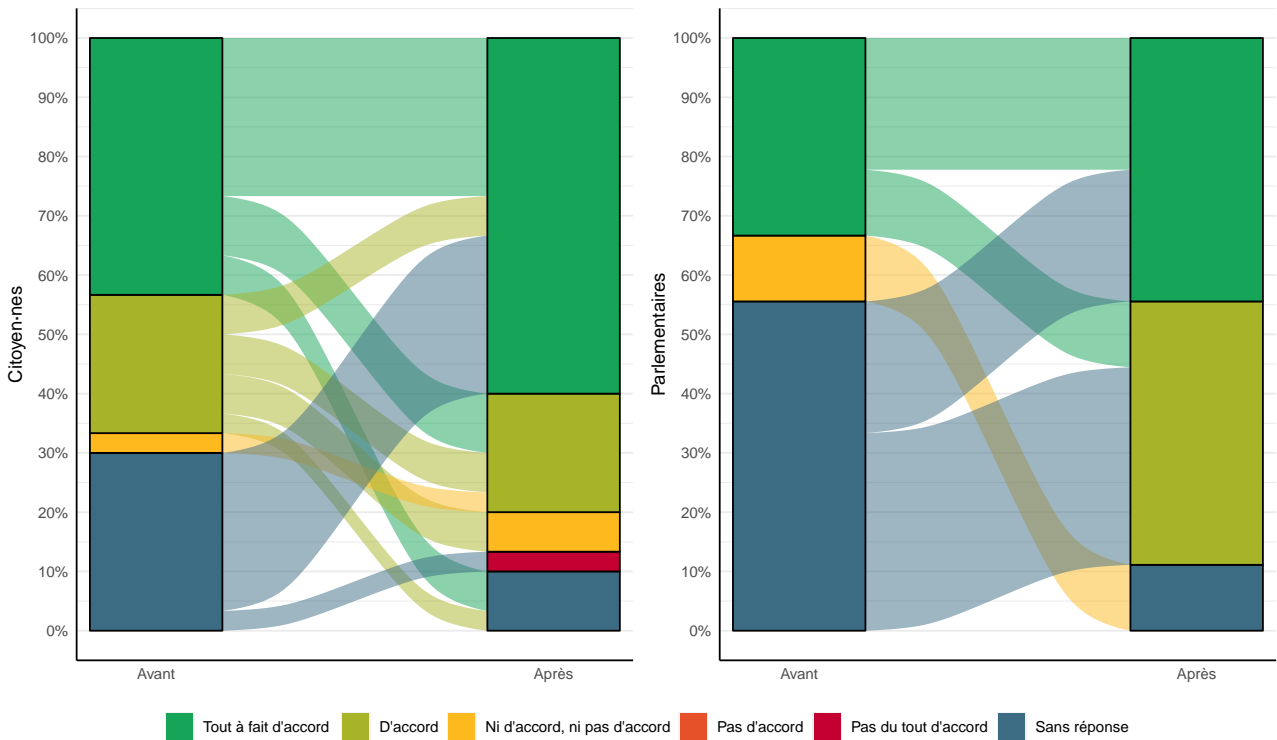 Citoyen·nes
100%
90%
80%
70%
60%
50%
40%
30%
20%
10%
0%
Avant
Après
Parlementaires
100%
90%
80%
70%
60%
50%
40%
30%
20%
10%
0%
Avant
Après
Tout à fait d'accord
D'accord
Ni d'accord, ni pas d'accord
Pas d'accord
Pas du tout d'accord
Sans réponse